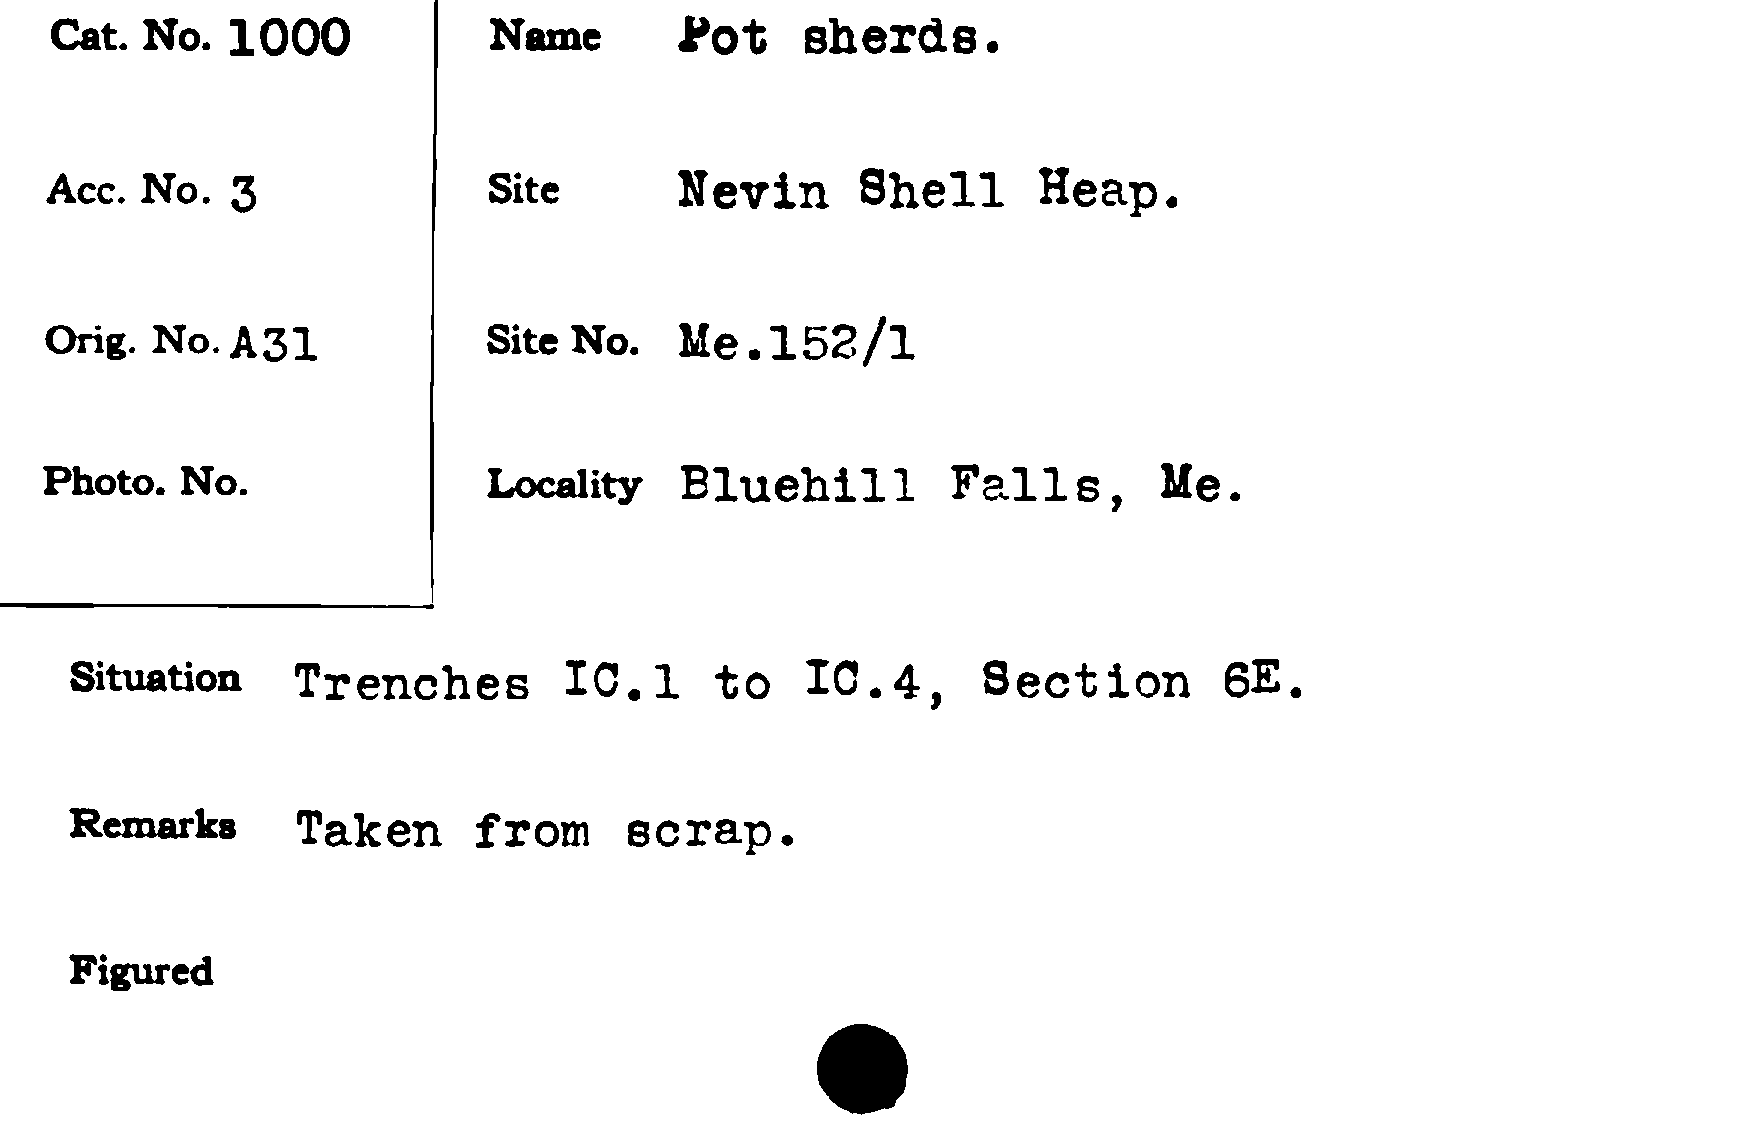 Cat. No. 1000
Name Pot sherds.
Acc. No. 3
Site Nevin Shell Heap.
Orig. No. A31
Site No. Me.152/1
Photo. No.
Locality Bluehill Falls, Me.
Situation Trenches IC.1 to IC.4, Section 6E.
Remarks Taken from scrap.
Figured